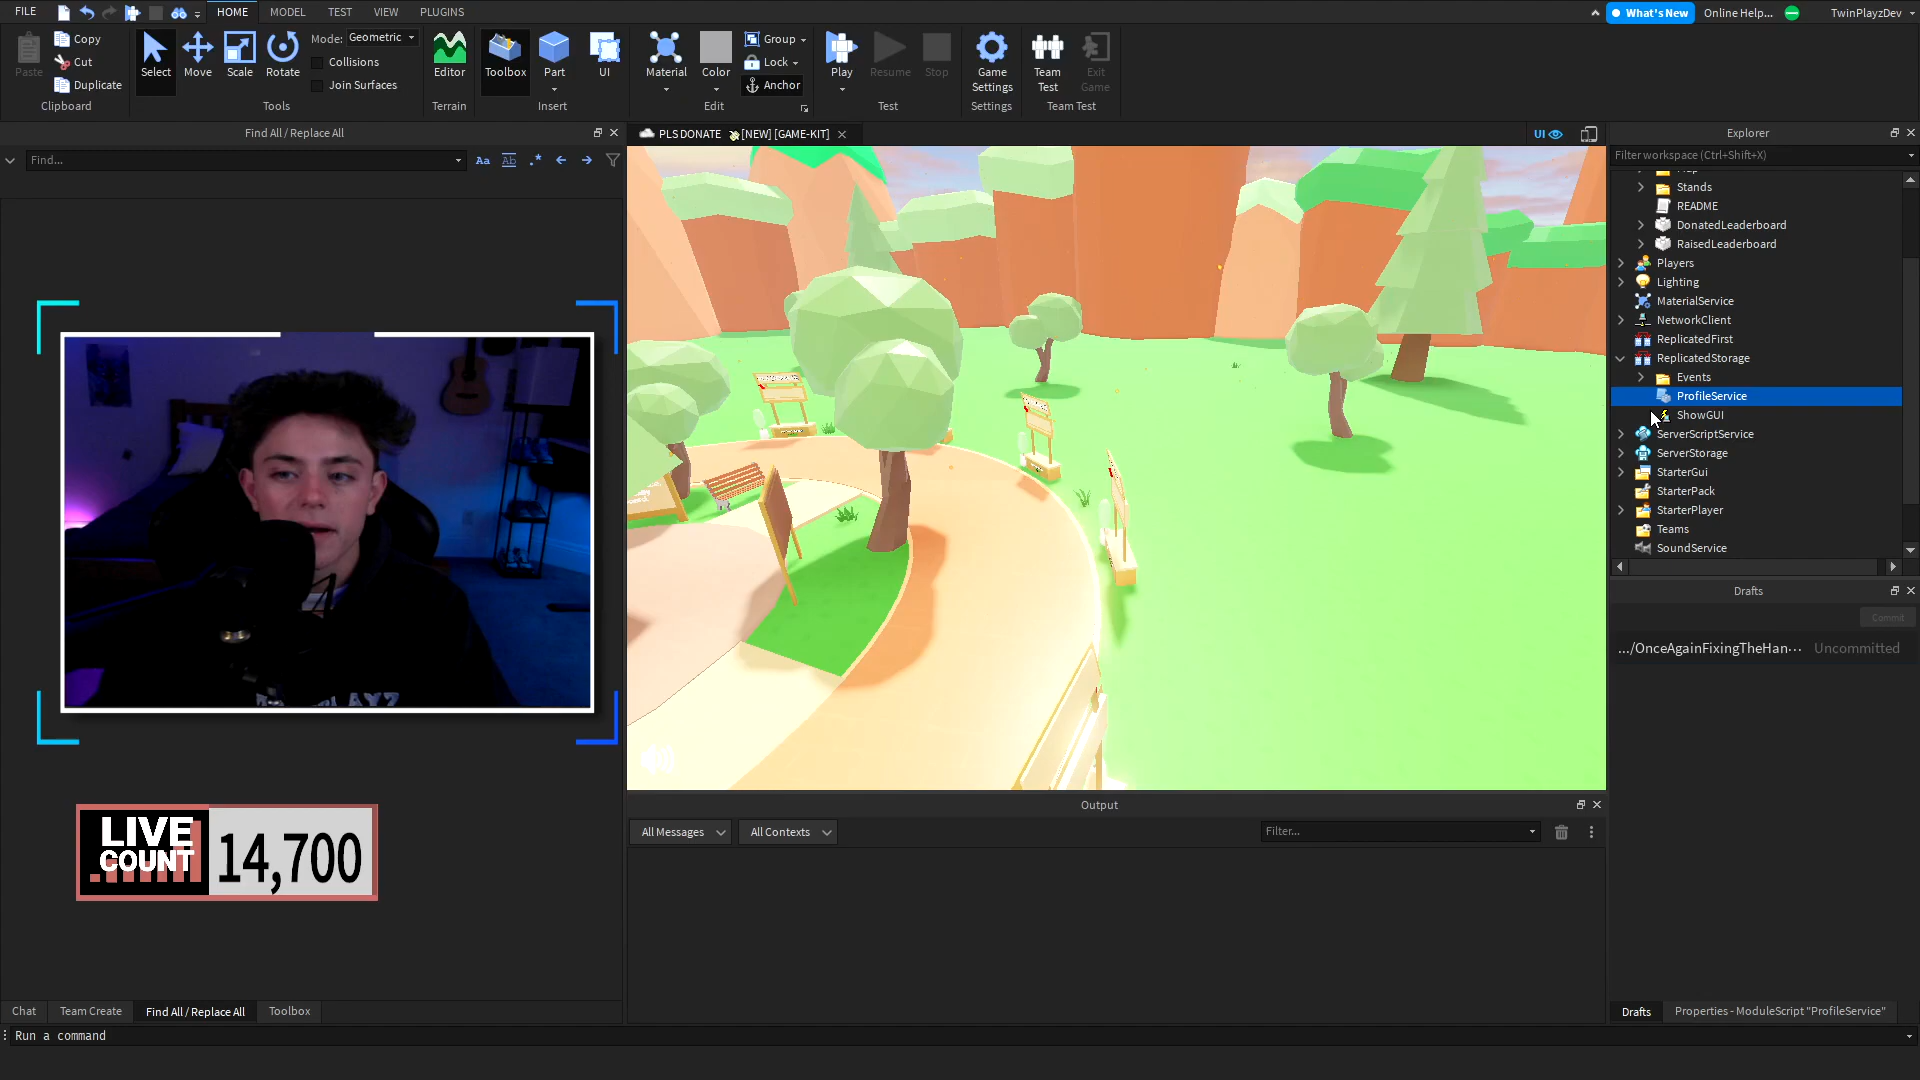 FILE
HOME
MODEL
TEST
VIEW
PLUGINS
What's New
Online Help...
TwinPlayzDev
Paste
Copy
Cut
Duplicate
Clipboard
Select
Move
Scale
Rotate
Mode: Geometric
Collisions
Join Surfaces
Tools
Editor
Terrain
Toolbox
Part
UI
Insert
Material
Color
Group
Lock
Anchor
Edit
Play
Resume
Stop
Test
Game
Settings
Settings
Team
Test
Exit
Game
Team Test
Find All / Replace All
Find...
Aa
Ab
.*
LIVE
COUNT
14,700
Chat
Team Create
Find All / Replace All
Toolbox
Run a command
PLS DONATE
[NEW] [GAME-KIT]
UI
Output
All Messages
All Contexts
Filter...
Explorer
Filter workspace (Ctrl+Shift+X)
Stands
README
DonatedLeaderboard
RaisedLeaderboard
Players
Lighting
MaterialService
NetworkClient
ReplicatedFirst
ReplicatedStorage
Events
ProfileService
ShowGUI
ServerScriptService
ServerStorage
StarterGui
StarterPack
StarterPlayer
Teams
SoundService
Drafts
Commit
.../OnceAgainFixingTheHan...
Uncommitted
Drafts
Properties - ModuleScript "ProfileService"